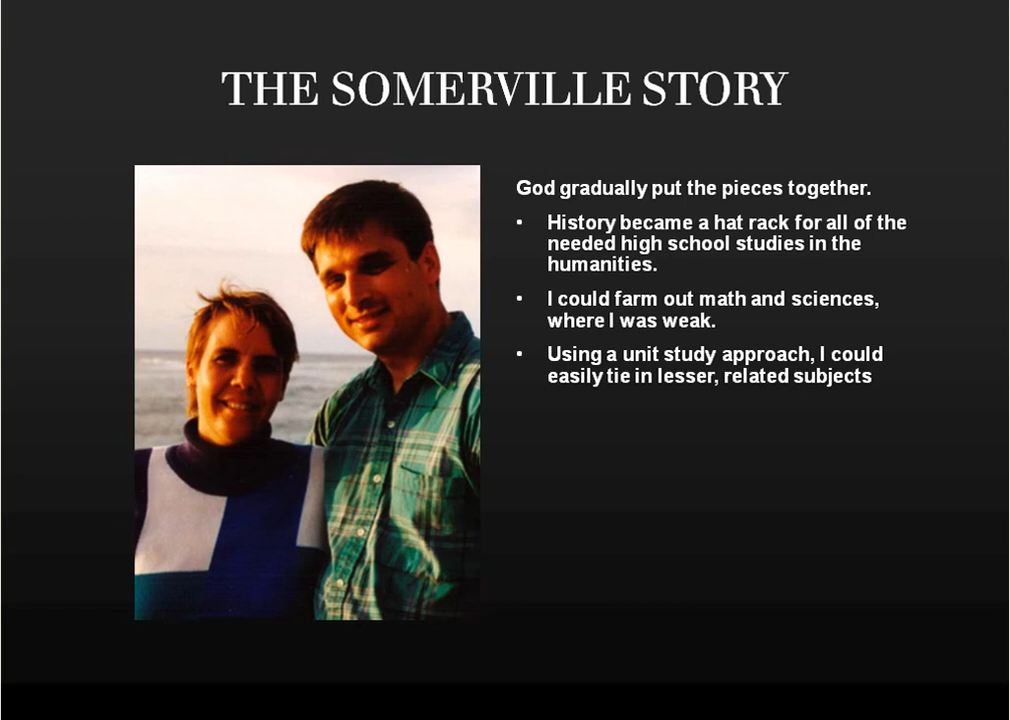 THE SOMERVILLE STORY
God gradually put the pieces together.
• History became a hat rack for all of the
needed high school studies in the
humanities.
• I could farm out math and sciences,
where I was weak.
• Using a unit study approach, I could
easily tie in lesser, related subjects